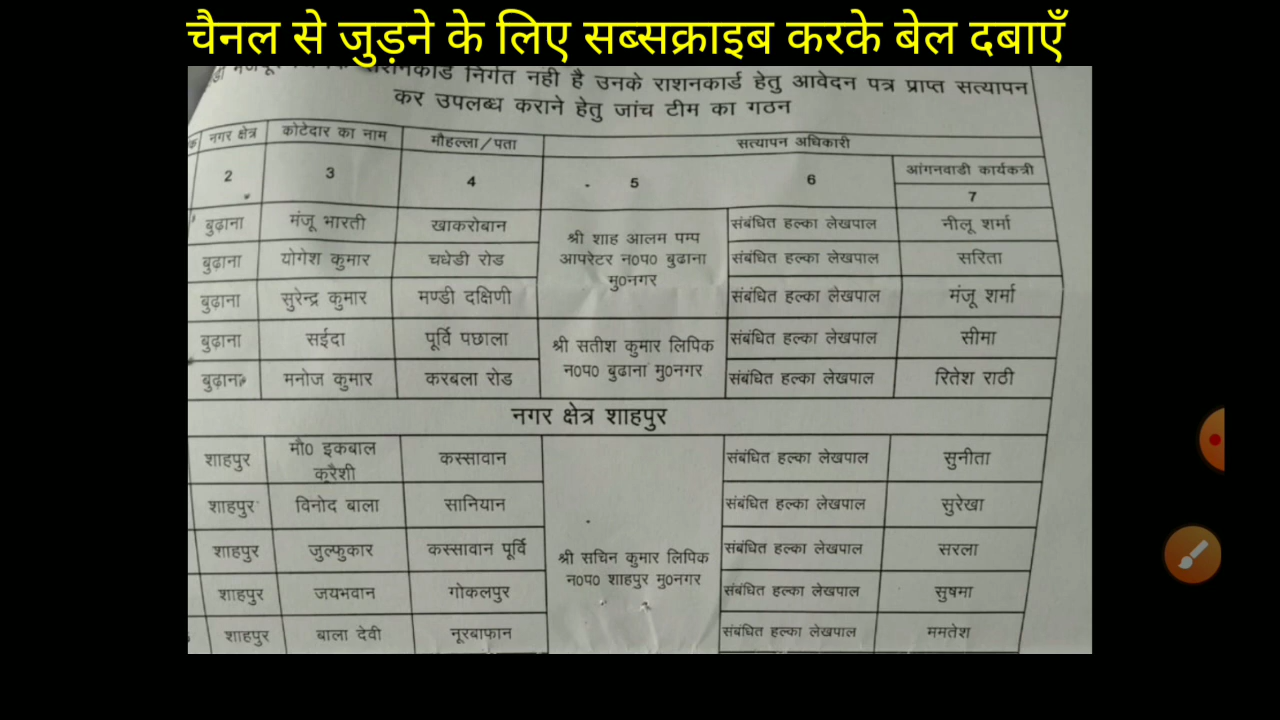 चैनल से जुड़ने के लिए सब्सक्राइब करके बेल दबाएँ
निर्गत नही है उनके राशनकार्ड हेतु आवेदन पत्र प्राप्त सत्यापन
कर उपलब्ध कराने हेतु जांच टीम का गठन
नगर क्षेत्र कोटेदार का नाम मौहल्ला/पता सत्यापन अधिकारी
आंगनवाडी कार्यकत्री
2 3 4 5 6 7
बुढ़ाना मंजू भारती खाकरोबान संबंधित हल्का लेखपाल नीलू शर्मा
श्री शाह आलम पम्प
आपरेटर न0प0 बुढाना
मु0नगर
बुढ़ाना योगेश कुमार चधेडी रोड संबंधित हल्का लेखपाल सरिता
बुढ़ाना सुरेन्द्र कुमार मण्डी दक्षिणी संबंधित हल्का लेखपाल मंजू शर्मा
बुढ़ाना सईदा पूर्वि पछाला संबंधित हल्का लेखपाल सीमा
श्री सतीश कुमार लिपिक
न0प0 बुढाना मु0नगर
बुढ़ाना मनोज कुमार करबला रोड संबंधित हल्का लेखपाल रितेश राठी
नगर क्षेत्र शाहपुर
शाहपुर मौ0 इकबाल कस्सावान संबंधित हल्का लेखपाल सुनीता
कुरैशी
शाहपुर विनोद बाला सानियान संबंधित हल्का लेखपाल सुरेखा
शाहपुर जुल्फुकार कस्सावान पूर्वि संबंधित हल्का लेखपाल सरला
श्री सचिन कुमार लिपिक
न0प0 शाहपुर मु0नगर
शाहपुर जयभवान गोकलपुर संबंधित हल्का लेखपाल सुषमा
शाहपुर बाला देवी नूरबाफान संबंधित हल्का लेखपाल ममतेश